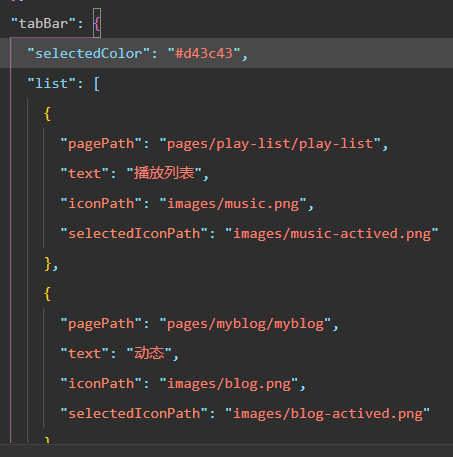 "tabBar": {
"selectedColor": "#d43c43",
"list": [
{
"pagePath": "pages/play-list/play-list",
"text": "播放列表",
"iconPath": "images/music.png",
"selectedIconPath": "images/music-actived.png"
},
{
"pagePath": "pages/myblog/myblog",
"text": "动态",
"iconPath": "images/blog.png",
"selectedIconPath": "images/blog-actived.png"
}